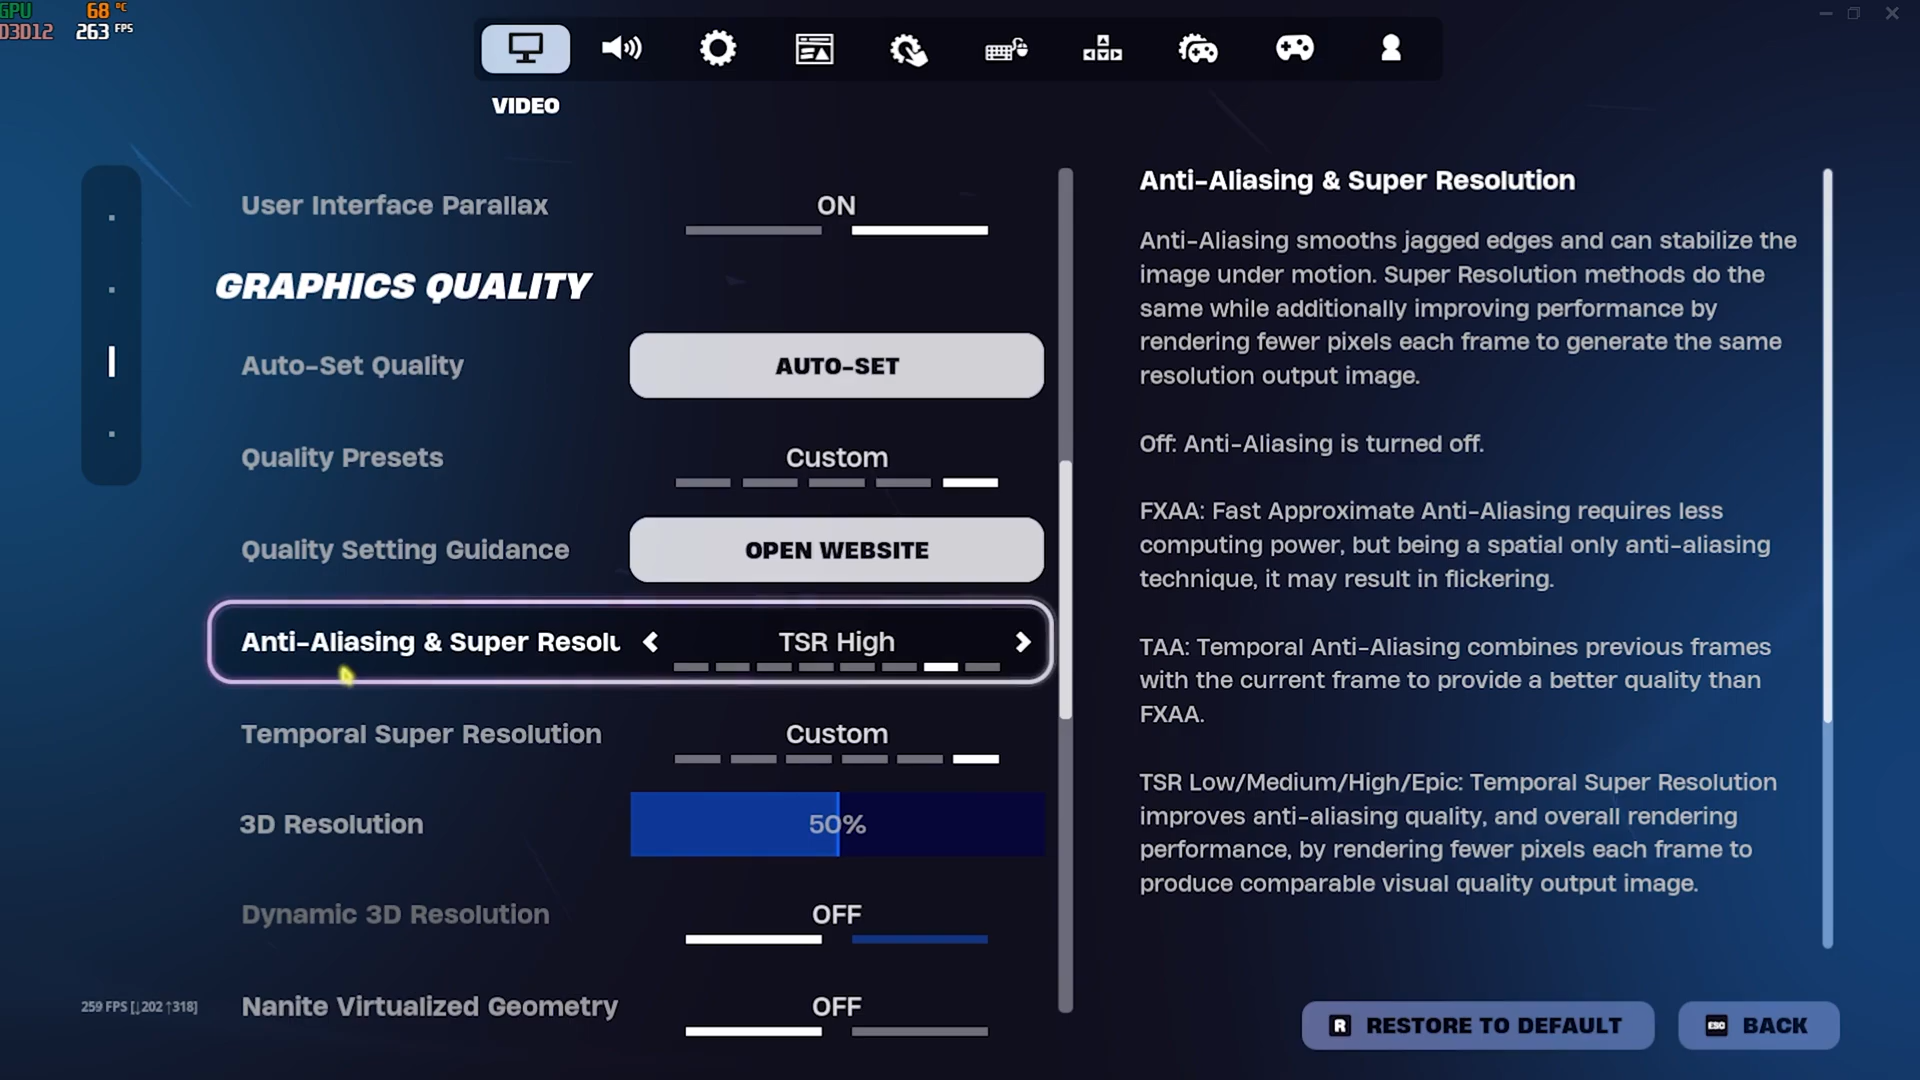 GPU 68 °C
D3D12 263 FPS
VIDEO
User Interface Parallax ON
GRAPHICS QUALITY
Auto-Set Quality AUTO-SET
Quality Presets Custom
Quality Setting Guidance OPEN WEBSITE
Anti-Aliasing & Super Resolu TSR High
Temporal Super Resolution Custom
3D Resolution 50%
Dynamic 3D Resolution OFF
Nanite Virtualized Geometry OFF
259 FPS [↓202 ↑318]
Anti-Aliasing & Super Resolution
Anti-Aliasing smooths jagged edges and can stabilize the
image under motion. Super Resolution methods do the
same while additionally improving performance by
rendering fewer pixels each frame to generate the same
resolution output image.
Off: Anti-Aliasing is turned off.
FXAA: Fast Approximate Anti-Aliasing requires less
computing power, but being a spatial only anti-aliasing
technique, it may result in flickering.
TAA: Temporal Anti-Aliasing combines previous frames
with the current frame to provide a better quality than
FXAA.
TSR Low/Medium/High/Epic: Temporal Super Resolution
improves anti-aliasing quality, and overall rendering
performance, by rendering fewer pixels each frame to
produce comparable visual quality output image.
R RESTORE TO DEFAULT
ESC BACK